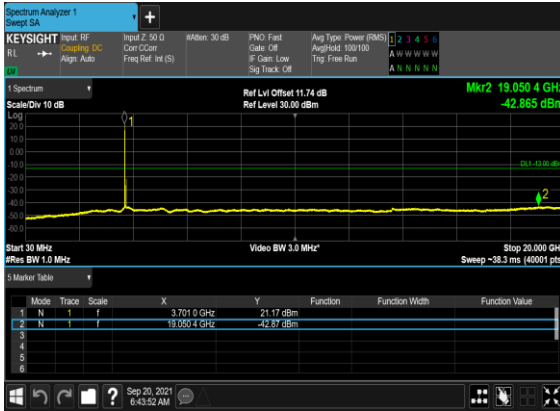 Spectrum Analyzer 1
Swept SA
+
KEYSIGHT Input: RF Input Z: 50 Ω #Atten: 30 dB PNO: Fast Avg Type: Power (RMS) 1 2 3 4 5 6
RL Coupling: DC Corr CCorr Gate: Off Avg|Hold: 100/100 A W W W W W
Align: Auto Freq Ref: Int (S) IF Gain: Low Trig: Free Run
Sig Track: Off A N N N N N
1 Spectrum Ref Lvl Offset 11.74 dB Mkr2 19.050 4 GHz
Scale/Div 10 dB Ref Level 30.00 dBm -42.865 dBm
Log
20.0
10.0
0.00
-10.0
-20.0
-30.0
-40.0
-50.0
-60.0
1
DL1 -13.00 dBm
2
Start 30 MHz Video BW 3.0 MHz* Stop 20.000 GH
#Res BW 1.0 MHz Sweep ~38.3 ms (40001 pts
5 Marker Table
Mode Trace Scale X Y Function Function Width Function Value
1 N 1 f 3.701 0 GHz 21.17 dBm
2 N 1 f 19.050 4 GHz -42.87 dBm
3
4
5
6
? Sep 20, 2021
6:43:52 AM